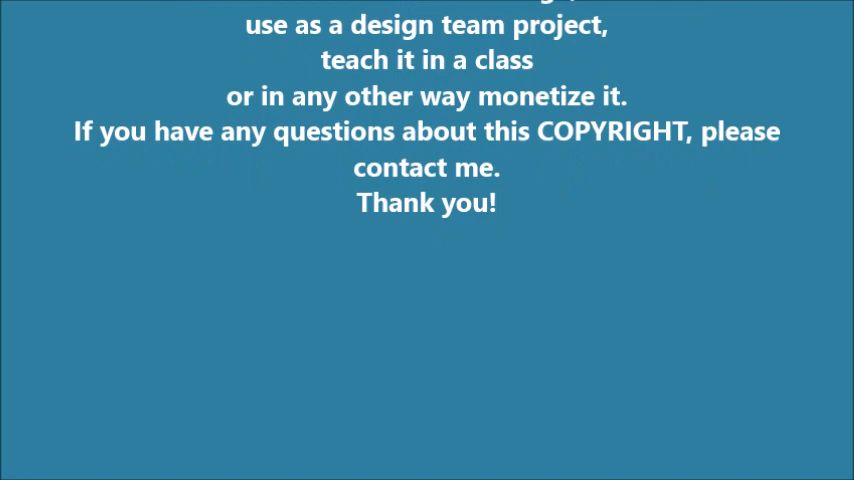 use as a design team project,
teach it in a class
or in any other way monetize it.
If you have any questions about this COPYRIGHT, please
contact me.
Thank you!